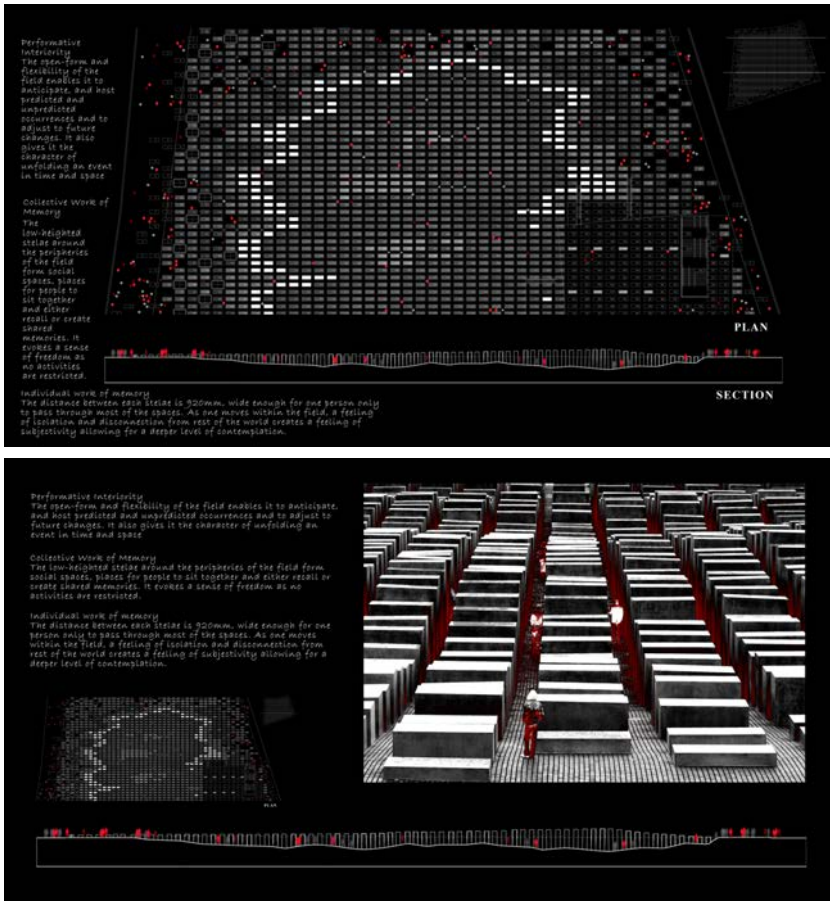 Performative
Interiority
The open-form and
flexibility of the
field enables it to
anticipate, and host
predicted and
unpredicted
occurrences and to
adjust to future
changes. It also
gives it the
character of
unfolding an event
in time and space
Collective Work of
Memory
The
low-heighted
stelae around
the peripheries
of the field
form social
spaces, places
for people to
sit together
and either
recall or create
shared
memories. It
evokes a sense
of freedom as
no activities
are restricted.
PLAN
SECTION
Individual work of memory
The distance between each stelae is 920mm, wide enough for one person only
to pass through most of the spaces. As one moves within the field, a feeling
of isolation and disconnection from rest of the world creates a feeling of
subjectivity allowing for a deeper level of contemplation.
Performative Interiority
The open-form and flexibility of the field enables it to anticipate,
and host predicted and unpredicted occurrences and to adjust to
future changes. It also gives it the character of unfolding an
event in time and space
Collective Work of Memory
The low-heighted stelae around the peripheries of the field form
social spaces, places for people to sit together and either recall or
create shared memories. It evokes a sense of freedom as no
activities are restricted.
Individual work of memory
The distance between each stelae is 920mm, wide enough for one
person only to pass through most of the spaces. As one moves
within the field, a feeling of isolation and disconnection from
rest of the world creates a feeling of subjectivity allowing for a
deeper level of contemplation.
PLAN